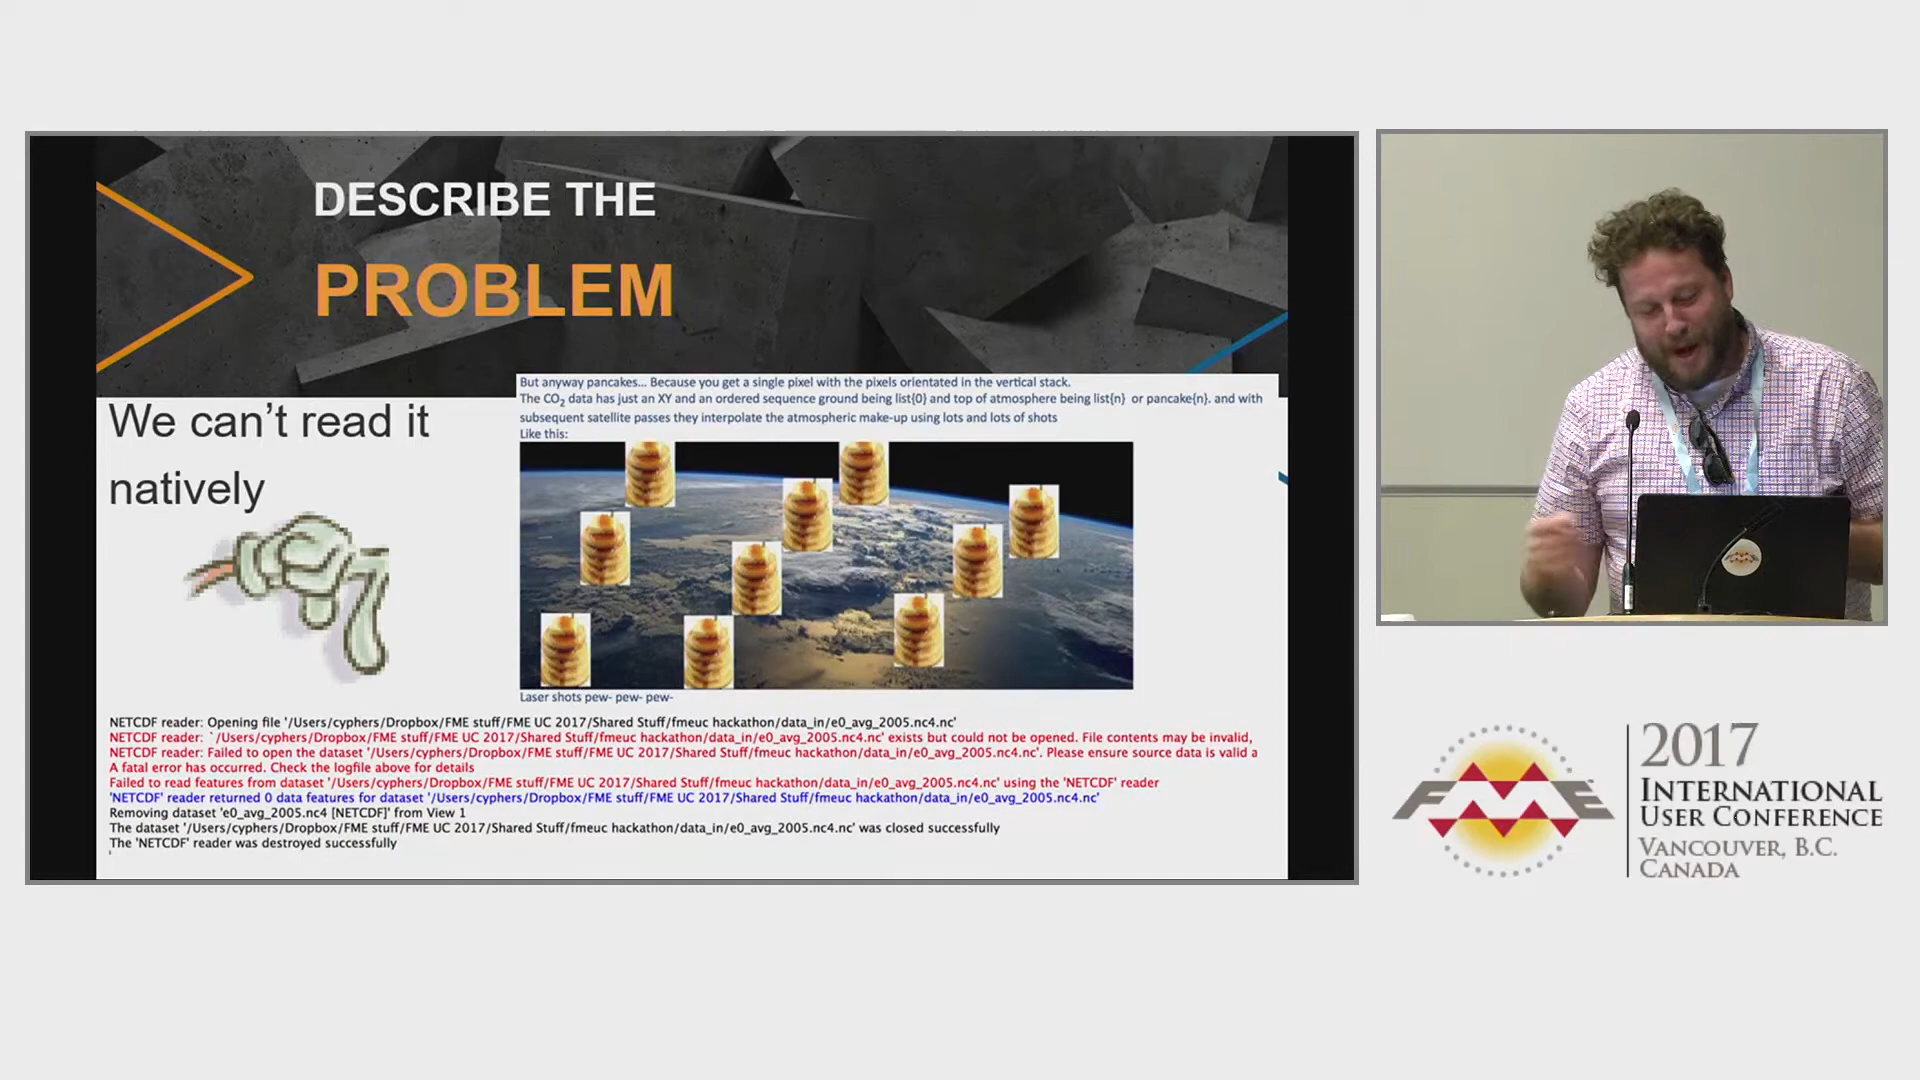 DESCRIBE THE
PROBLEM
We can't read it
natively
But anyway pancakes... Because you get a single pixel with the pixels orientated in the vertical stack.
The CO2 data has just an XY and an ordered sequence ground being list{0} and top of atmosphere being list{n} or pancake{n}. and with
subsequent satellite passes they interpolate the atmospheric make-up using lots and lots of shots
Like this:
Laser shots pew- pew- pew-
NETCDF reader: Opening file '/Users/cyphers/Dropbox/FME stuff/FME UC 2017/Shared Stuff/fmeuc hackathon/data_in/e0_avg_2005.nc4.nc'
NETCDF reader: `/Users/cyphers/Dropbox/FME stuff/FME UC 2017/Shared Stuff/fmeuc hackathon/data_in/e0_avg_2005.nc4.nc' exists but could not be opened. File contents may be invalid,
NETCDF reader: Failed to open the dataset '/Users/cyphers/Dropbox/FME stuff/FME UC 2017/Shared Stuff/fmeuc hackathon/data_in/e0_avg_2005.nc4.nc'. Please ensure source data is valid a
A fatal error has occurred. Check the logfile above for details
Failed to read features from dataset '/Users/cyphers/Dropbox/FME stuff/FME UC 2017/Shared Stuff/fmeuc hackathon/data_in/e0_avg_2005.nc4.nc' using the 'NETCDF' reader
'NETCDF' reader returned 0 data features for dataset '/Users/cyphers/Dropbox/FME stuff/FME UC 2017/Shared Stuff/fmeuc hackathon/data_in/e0_avg_2005.nc4.nc'
Removing dataset 'e0_avg_2005.nc4 [NETCDF]' from View 1
The dataset '/Users/cyphers/Dropbox/FME stuff/FME UC 2017/Shared Stuff/fmeuc hackathon/data_in/e0_avg_2005.nc4.nc' was closed successfully
The 'NETCDF' reader was destroyed successfully
FME
2017
INTERNATIONAL
USER CONFERENCE
VANCOUVER, B.C.
CANADA